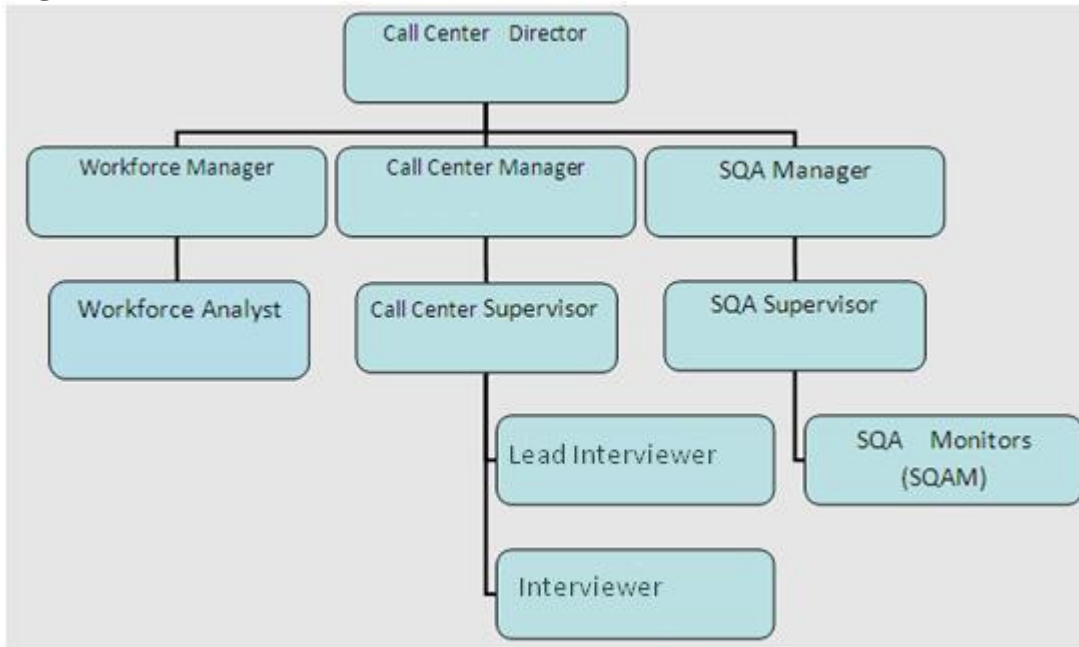 Call Center Director
Workforce Manager
Call Center Manager
SQA Manager
Workforce Analyst
Call Center Supervisor
SQA Supervisor
Lead Interviewer
SQA Monitors
(SQAM)
Interviewer